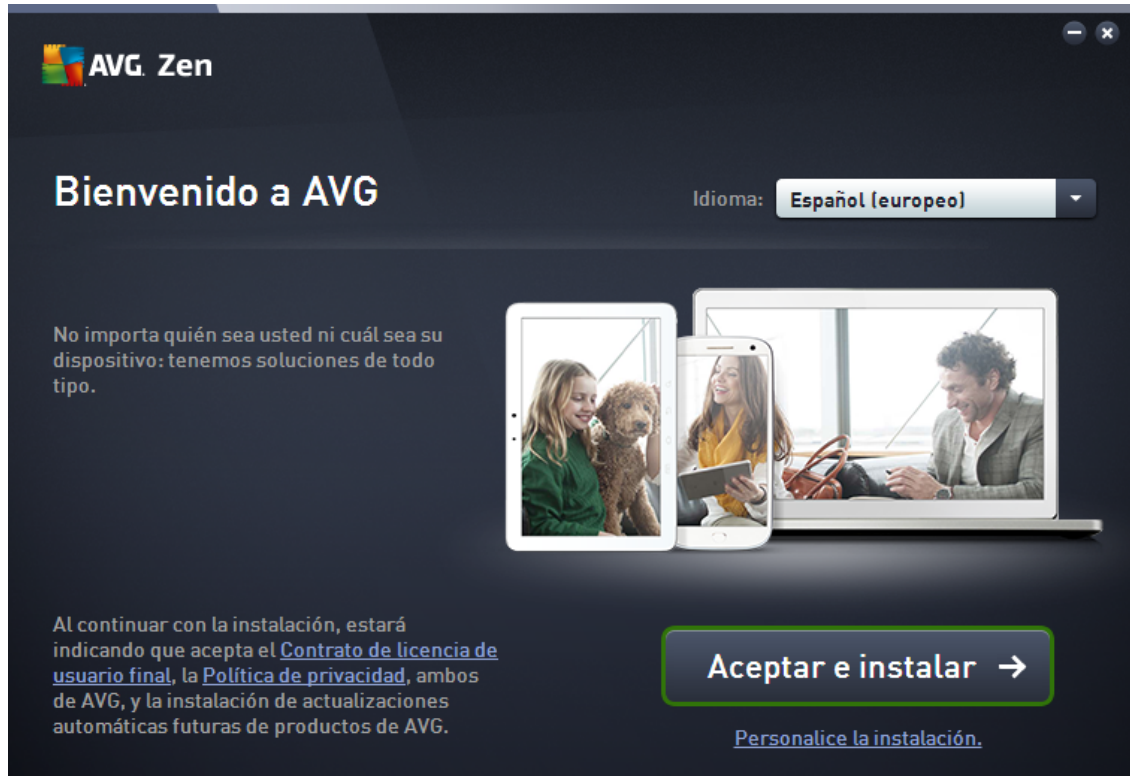 AVG Zen
Bienvenido a AVG
Idioma: Español (europeo)
No importa quién sea usted ni cuál sea su
dispositivo: tenemos soluciones de todo
tipo.
Al continuar con la instalación, estará
indicando que acepta el Contrato de licencia de
usuario final, la Política de privacidad, ambos
de AVG, y la instalación de actualizaciones
automáticas futuras de productos de AVG.
Aceptar e instalar →
Personalice la instalación.